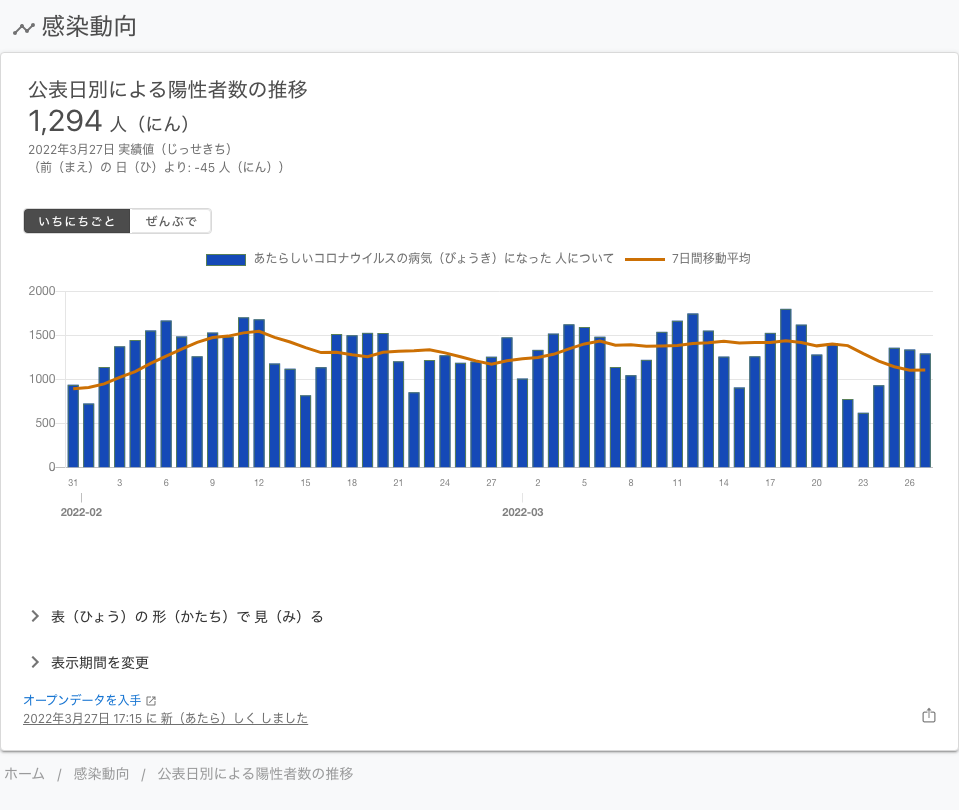 感染動向
公表日別による陽性者数の推移
1,294 人（にん）
2022年3月27日 実績値（じっせきち）
（前（まえ）の 日（ひ）より: -45 人（にん））
いちにちごと ぜんぶで
あたらしいコロナウイルスの病気（びょうき）になった 人について 7日間移動平均
2000
1500
1000
500
0
31 3 6 9 12 15 18 21 24 27 2 5 8 11 14 17 20 23 26
2022-02 2022-03
表（ひょう）の 形（かたち）で 見（み）る
表示期間を変更
オープンデータを入手
2022年3月27日 17:15 に 新（あたら）しく しました
ホーム / 感染動向 / 公表日別による陽性者数の推移